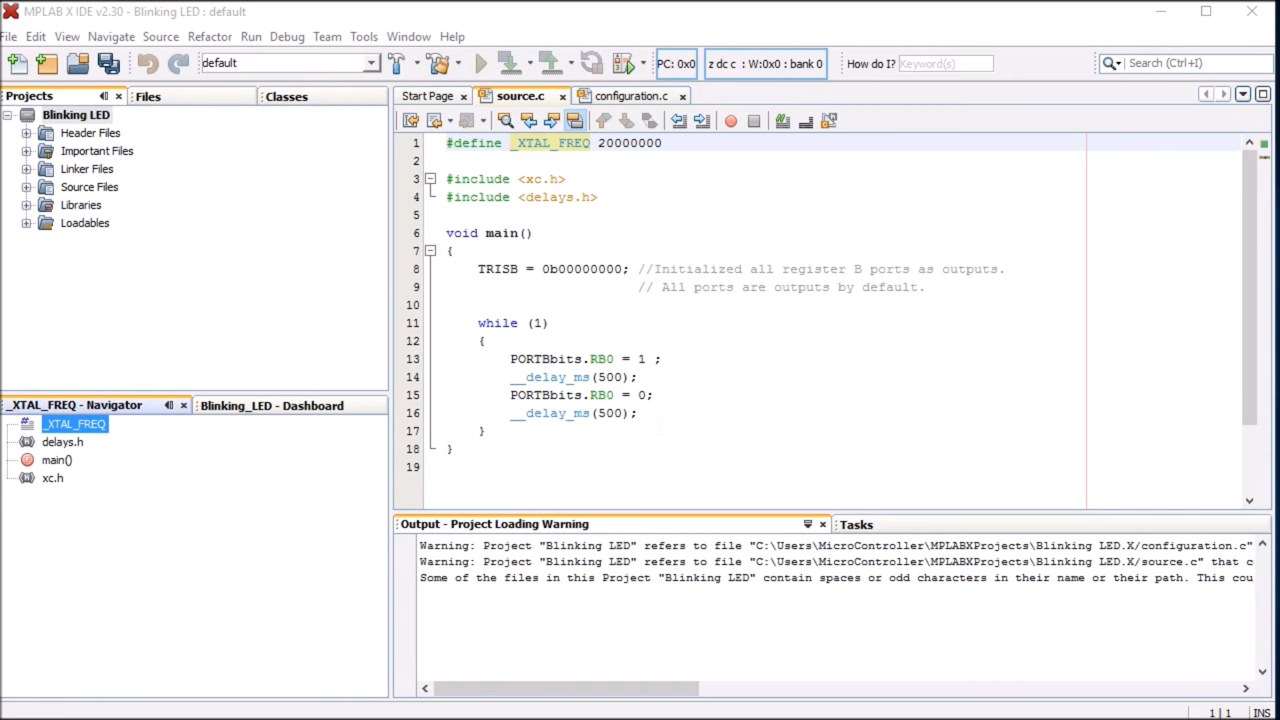 MPLAB X IDE v2.30 - Blinking LED : default
File Edit View Navigate Source Refactor Run Debug Team Tools Window Help
default PC: 0x0 z dc c : W:0x0 : bank 0 How do I? Keyword(s) Search (Ctrl+I)
Projects Files Classes
Blinking LED
Header Files
Important Files
Linker Files
Source Files
Libraries
Loadables
_XTAL_FREQ - Navigator Blinking_LED - Dashboard
_XTAL_FREQ
delays.h
main()
xc.h
Start Page source.c configuration.c
1 #define _XTAL_FREQ 20000000
2
3 #include <xc.h>
4 #include <delays.h>
5
6 void main()
7 {
8 TRISB = 0b00000000; //Initialized all register B ports as outputs.
9 // All ports are outputs by default.
10
11 while (1)
12 {
13 PORTBbits.RB0 = 1 ;
14 __delay_ms(500);
15 PORTBbits.RB0 = 0;
16 __delay_ms(500);
17 }
18 }
19
Output - Project Loading Warning Tasks
Warning: Project "Blinking LED" refers to file "C:\Users\MicroController\MPLABXProjects\Blinking LED.X/configuration.c"
Warning: Project "Blinking LED" refers to file "C:\Users\MicroController\MPLABXProjects\Blinking LED.X/source.c" that c
Some of the files in this Project "Blinking LED" contain spaces or odd characters in their name or their path. This cou
1 | 1 INS